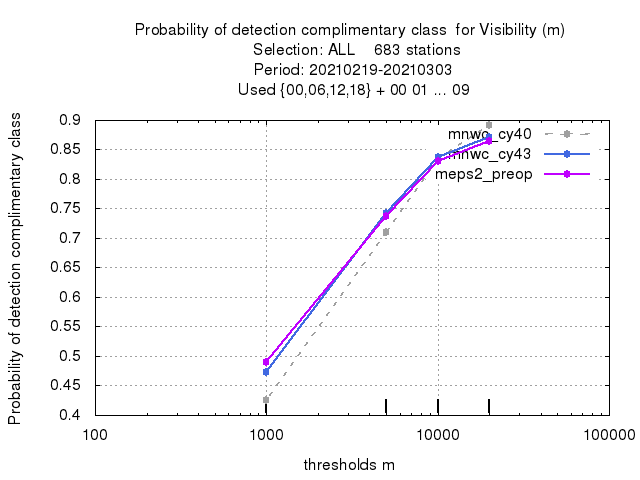 Probability of detection complimentary class  for Visibility (m)
Selection: ALL    683 stations
Period: 20210219-20210303
Used {00,06,12,18} + 00 01 ... 09
Probability of detection complimentary class
0.9
0.85
0.8
0.75
0.7
0.65
0.6
0.55
0.5
0.45
0.4
mnwc_cy40
mnwc_cy43
meps2_preop
100
1000
10000
100000
thresholds m